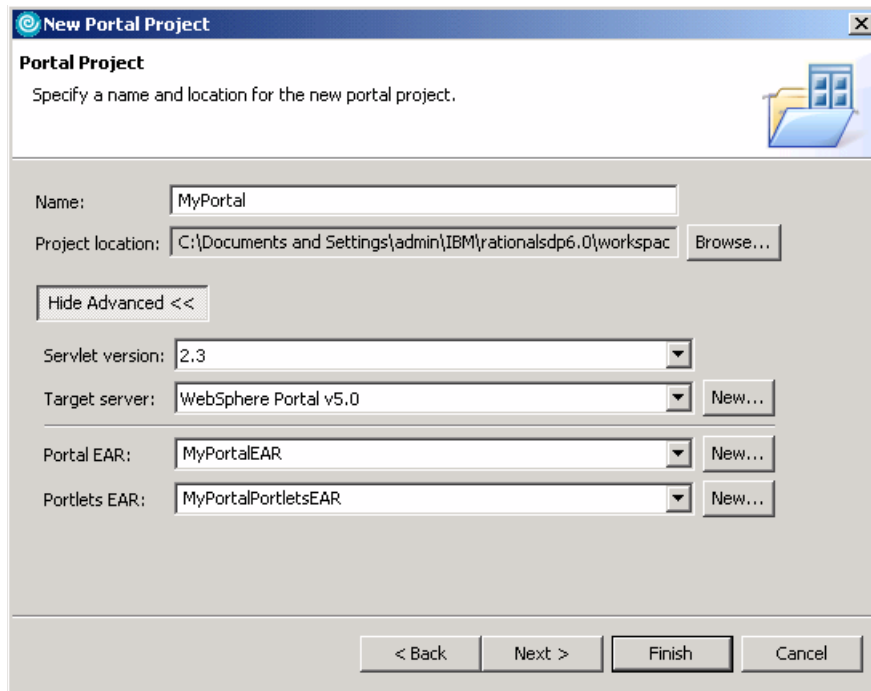 New Portal Project
Portal Project
Specify a name and location for the new portal project.
Name: MyPortal
Project location: C:\Documents and Settings\admin\IBM\rationalsdp6.0\workspac Browse...
Hide Advanced <<
Servlet version: 2.3
Target server: WebSphere Portal v5.0 New...
Portal EAR: MyPortalEAR New...
Portlets EAR: MyPortalPortletsEAR New...
< Back Next > Finish Cancel